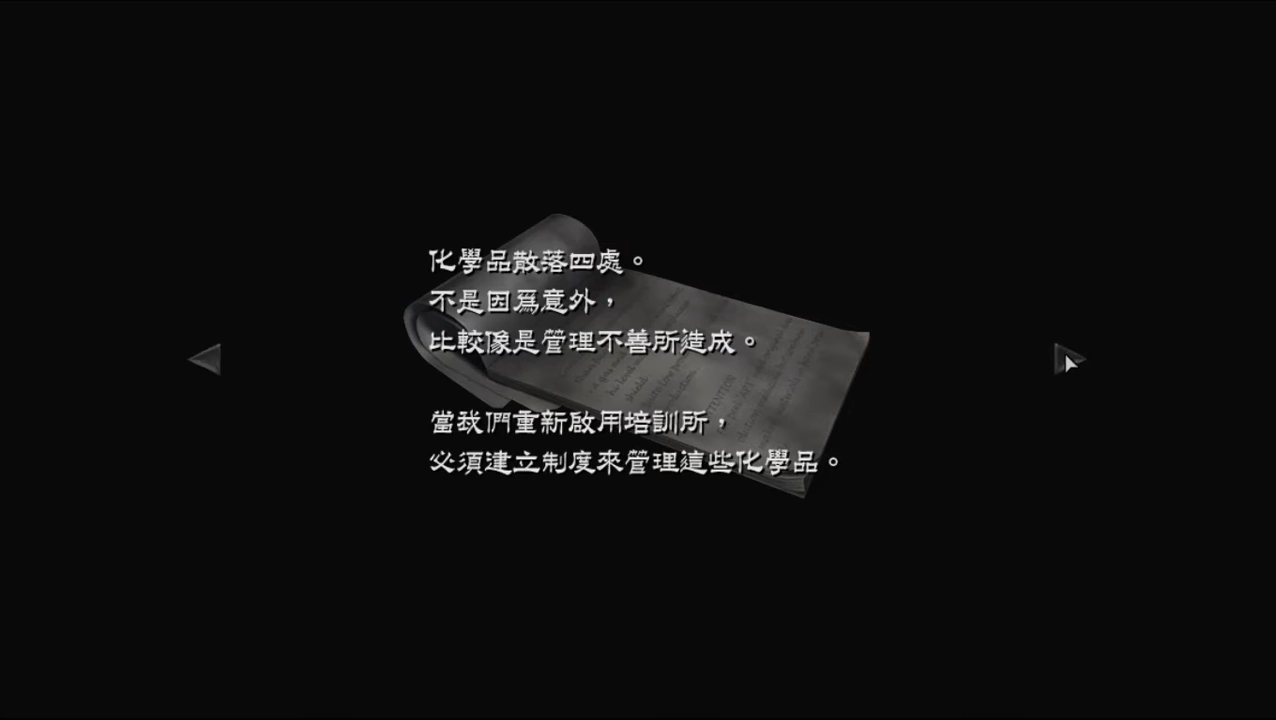 化學品散落四處。
不是因爲意外，
比較像是管理不善所造成。
當我們重新啟用培訓所，
必須建立制度來管理這些化學品。